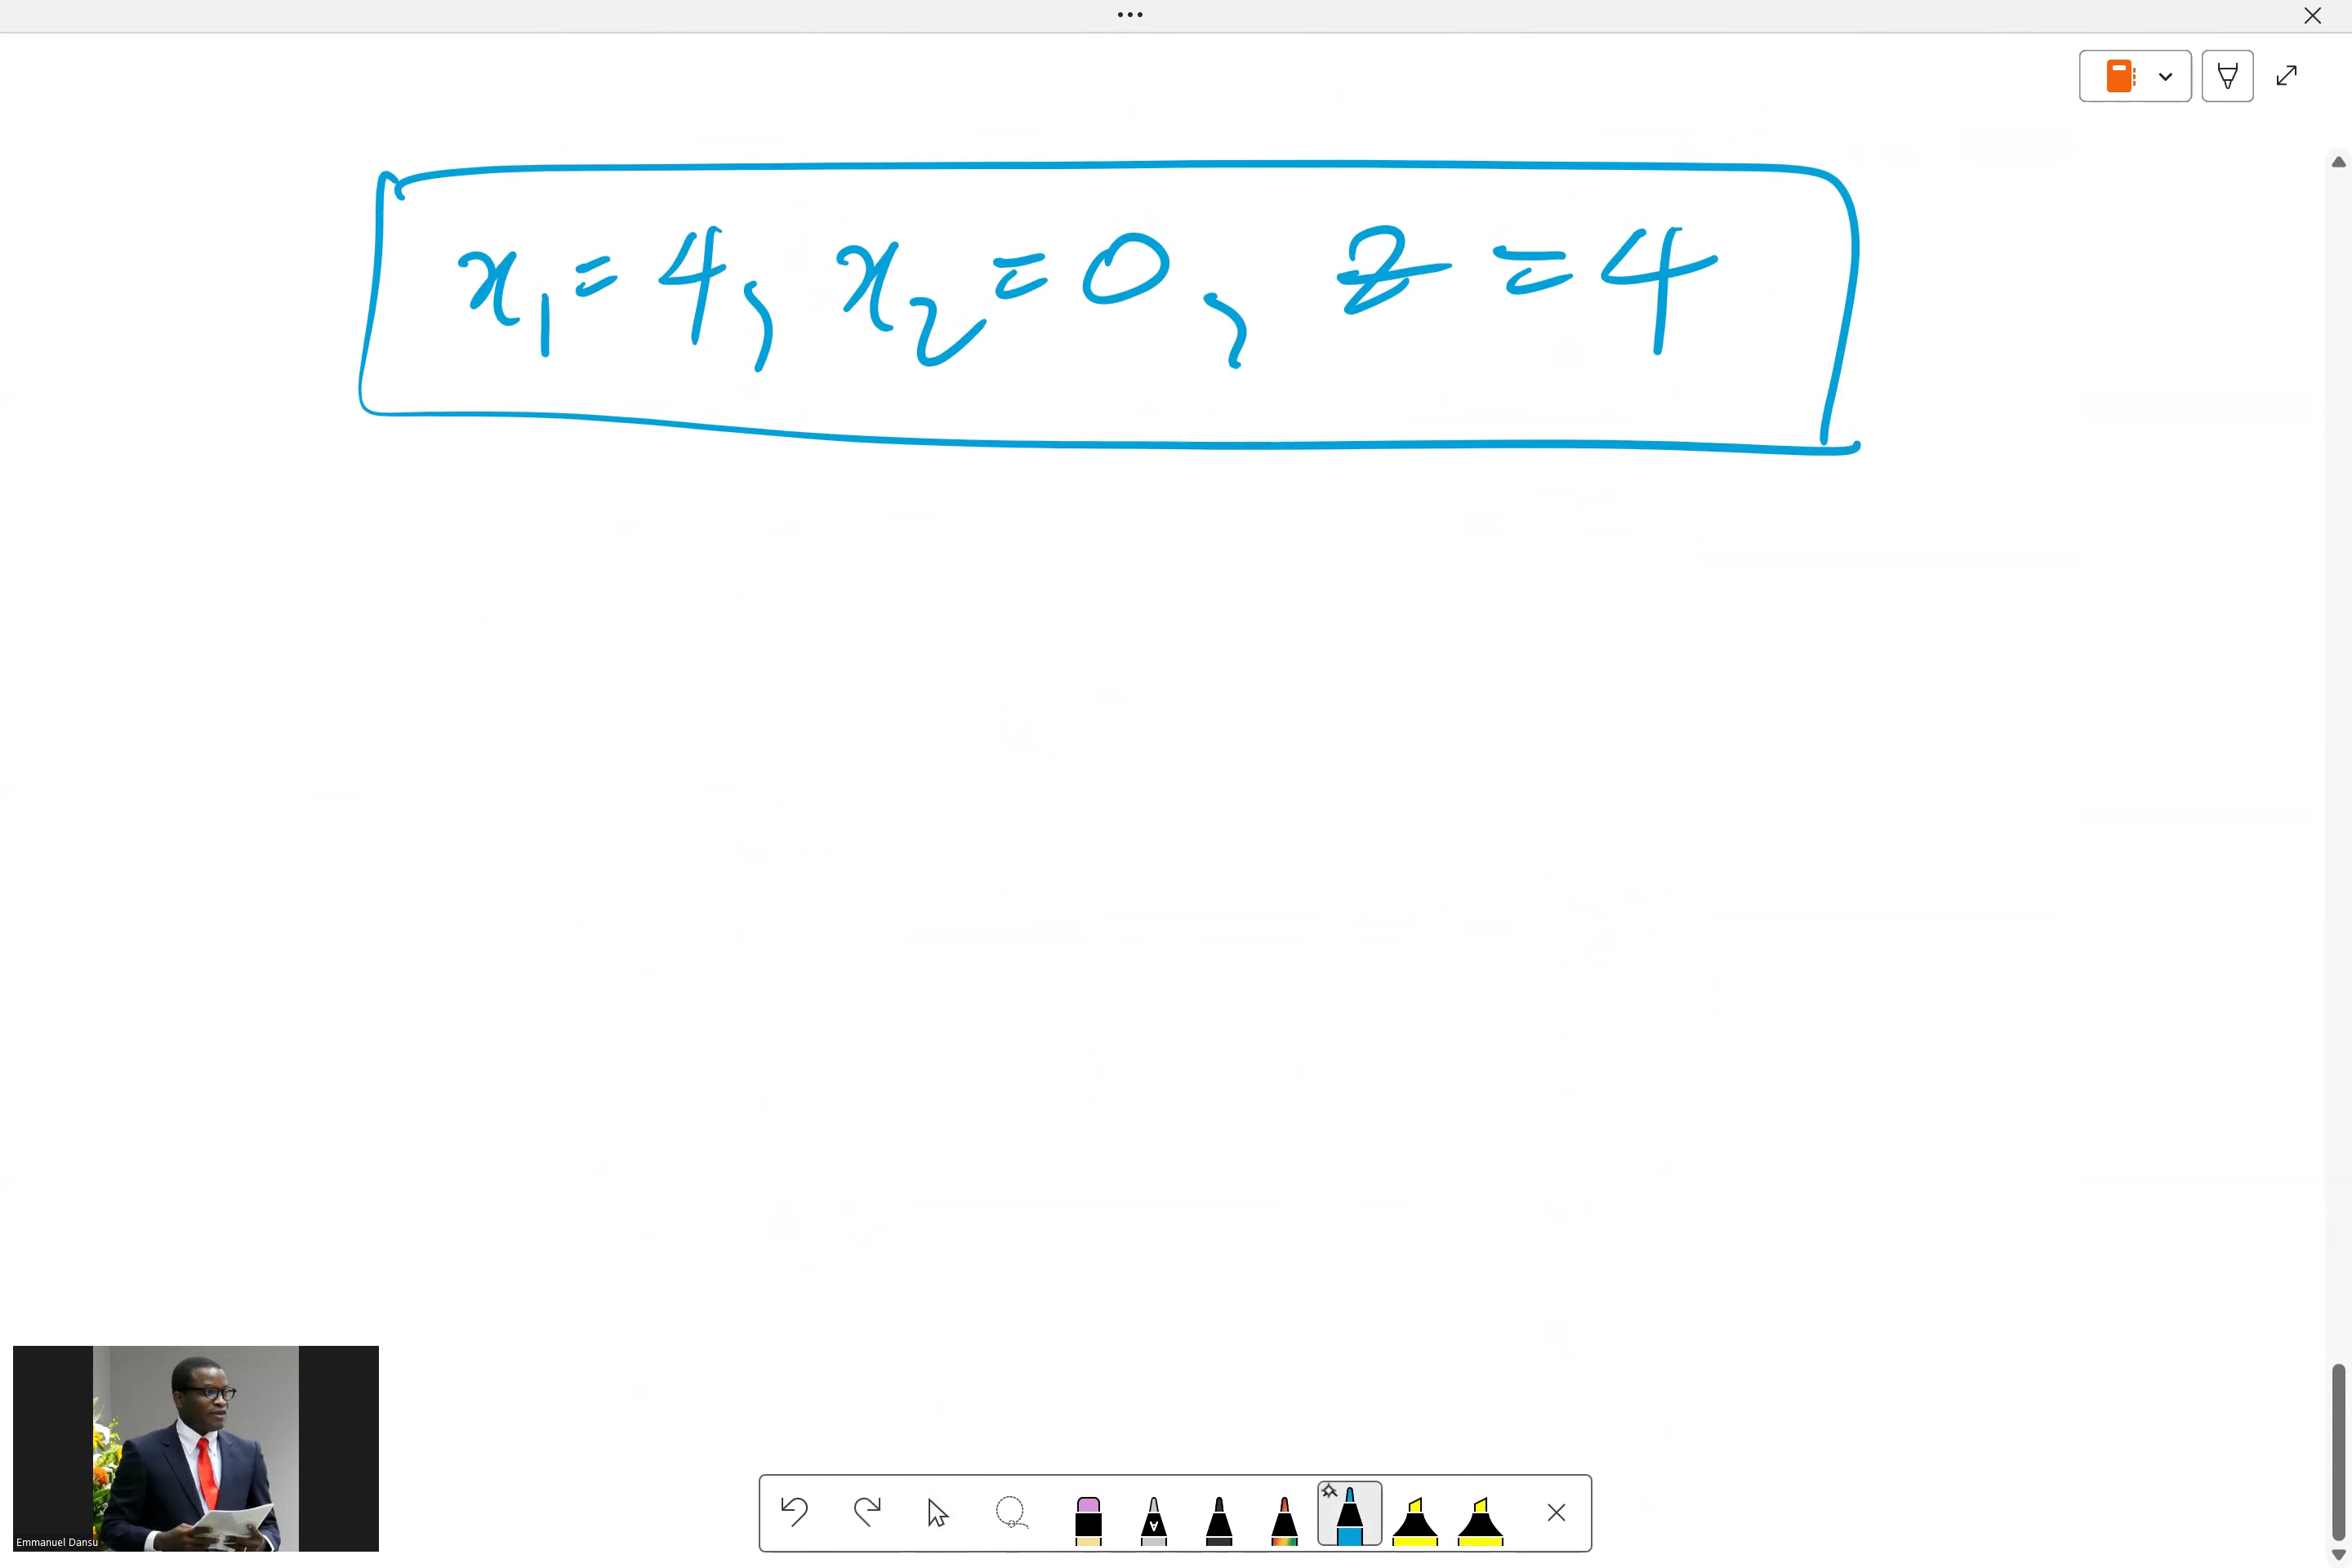 x₁ = 4, x₂ = 0, z = 4
Emmanuel Dansu